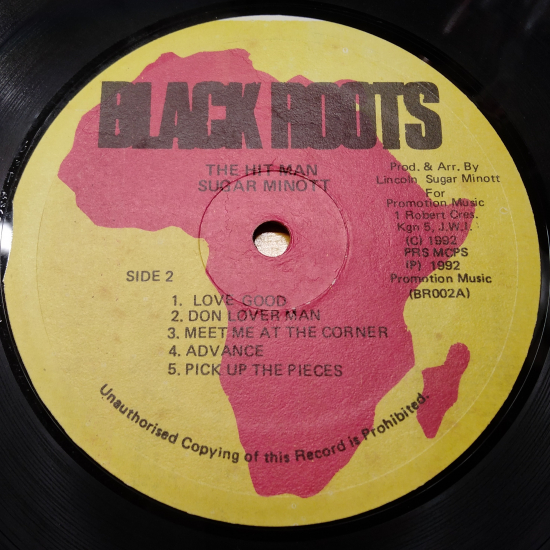 BLACK ROOTS
THE HIT MAN
SUGAR MINOTT
Prod. & Arr. By
Lincoln Sugar Minott
For
Promotion Music
1 Robert Cres.
Kgn 5, J.W.I.
(C) 1992
PRS MCPS
(P) 1992
Promotion Music
(BR002A)
SIDE 2
1. LOVE GOOD
2. DON LOVER MAN
3. MEET ME AT THE CORNER
4. ADVANCE
5. PICK UP THE PIECES
Unauthorised Copying of this Record is Prohibited.